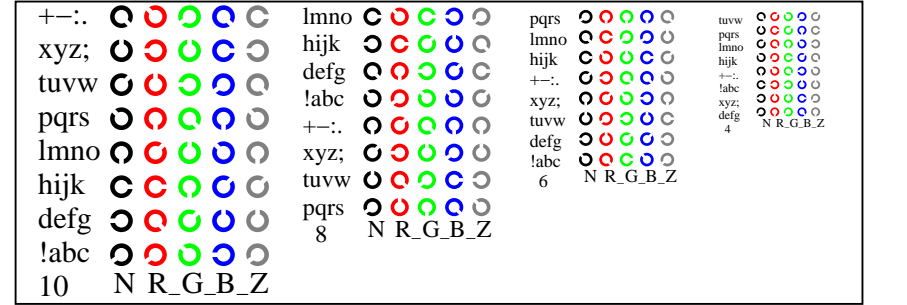 +−:.
xyz;
tuvw
pqrs
lmno
hijk
defg
!abc
10 N R_G_B_Z
lmno
hijk
defg
!abc
+−:.
xyz;
tuvw
pqrs
8 N R_G_B_Z
pqrs
lmno
hijk
+−:.
xyz;
tuvw
defg
!abc
6 N R_G_B_Z
tuvw
pqrs
lmno
hijk
+−:.
!abc
xyz;
defg
4 N R_G_B_Z